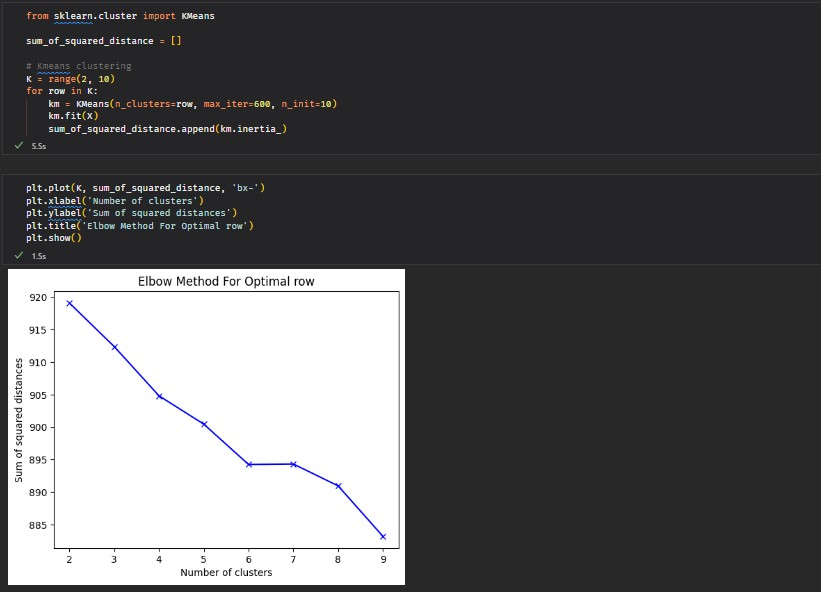 from sklearn.cluster import KMeans
sum_of_squared_distance = []
# Kmeans clustering
K = range(2, 10)
for row in K:
    km = KMeans(n_clusters=row, max_iter=600, n_init=10)
    km.fit(X)
    sum_of_squared_distance.append(km.inertia_)
✓ 5.5s
plt.plot(K, sum_of_squared_distance, 'bx-')
plt.xlabel('Number of clusters')
plt.ylabel('Sum of squared distances')
plt.title('Elbow Method For Optimal row')
plt.show()
✓ 1.5s
Elbow Method For Optimal row
920
915
910
905
900
895
890
885
Sum of squared distances
2 3 4 5 6 7 8 9
Number of clusters